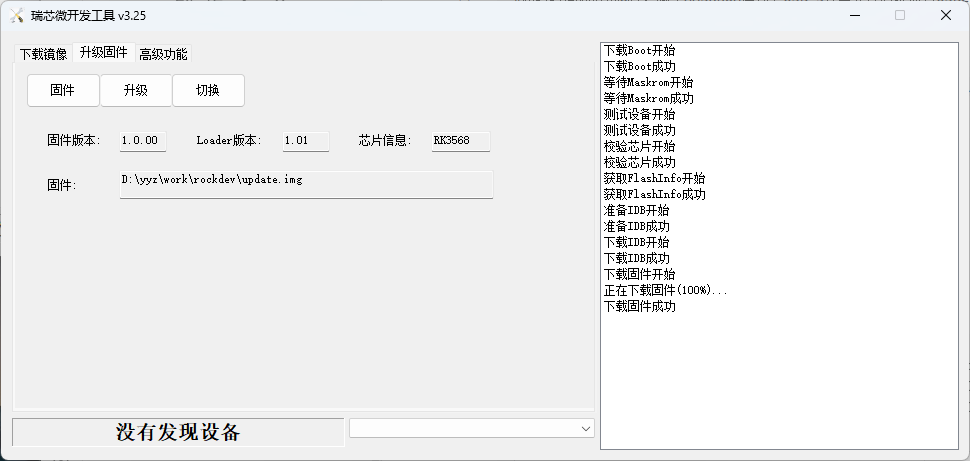 瑞芯微开发工具 v3.25
下载镜像 升级固件 高级功能
固件 升级 切换
固件版本: 1.0.00 Loader版本: 1.01 芯片信息: RK3568
固件: D:\yyz\work\rockdev\update.img
没有发现设备
下载Boot开始
下载Boot成功
等待Maskrom开始
等待Maskrom成功
测试设备开始
测试设备成功
校验芯片开始
校验芯片成功
获取FlashInfo开始
获取FlashInfo成功
准备IDB开始
准备IDB成功
下载IDB开始
下载IDB成功
下载固件开始
正在下载固件(100%)...
下载固件成功